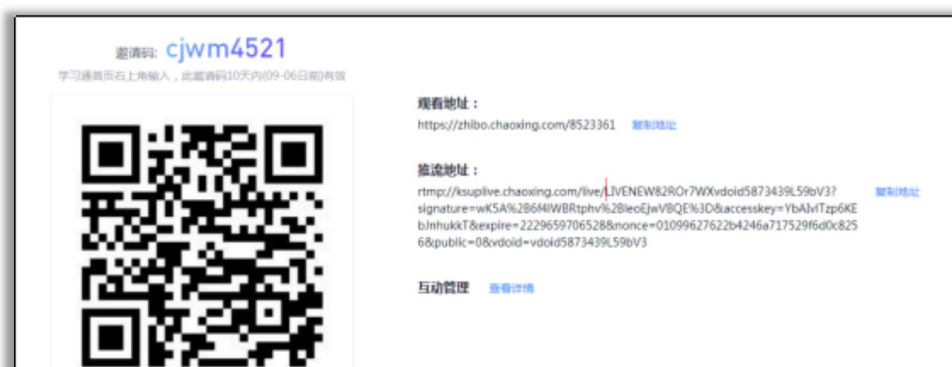 邀请码: cjwm4521
学习通首页右上角输入，此邀请码10天内(09-06日前)有效
观看地址：
https://zhibo.chaoxing.com/8523361 复制地址
推流地址：
rtmp://ksuplive.chaoxing.com/live/LIVENEW82ROr7WXvdoid5873439L59bV3? 复制地址
signature=wK5A%2B6f4IWBRtphv%2BIeoEjwVBQE%3D&accesskey=YbAIvITzp6KE
bJnhukkT&expire=2229659706528&nonce=01099627622b4246a717529f6d0c825
6&public=0&vdoid=vdoid5873439L59bV3
互动管理 查看详情